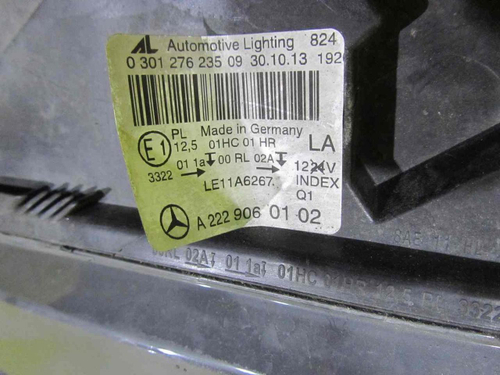 AL Automotive Lighting 824
0 301 276 235 09 30.10.13 192
E1 PL Made in Germany
12,5 01HC 01 HR LA
3322 01 1a 00 RL 02A 1224V
LE11A6267. INDEX
Q1
A 222 906 01 02
RL 02A 01 1a 01HC